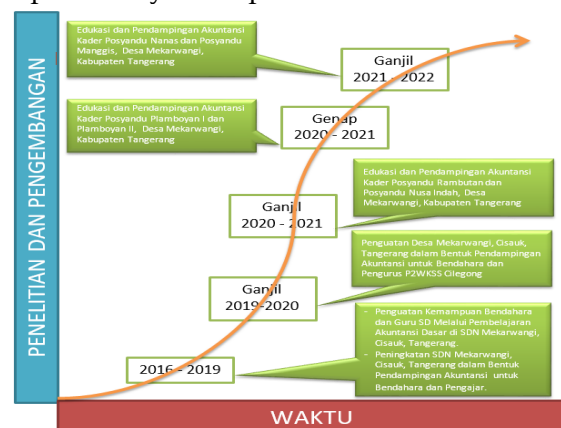 Edukasi dan Pendampingan Akuntansi
Kader Posyandu Nanas dan Posyandu
Manggis, Desa Mekarwangi,
Kabupaten Tangerang
Ganjil
2021 - 2022
Edukasi dan Pendampingan Akuntansi
Kader Posyandu Plamboyan I dan
Plamboyan II, Desa Mekarwangi,
Kabupaten Tangerang
Genap
2020 - 2021
Edukasi dan Pendampingan Akuntansi
Kader Posyandu Rambutan dan
Posyandu Nusa Indah, Desa
Mekarwangi, Kabupaten Tangerang
Ganjil
2020 - 2021
Penguatan Desa Mekarwangi, Cisauk,
Tangerang dalam Bentuk Pendampingan
Akuntansi untuk Bendahara dan
Pengurus P2WKSS Cilegong
Ganjil
2019-2020
- Penguatan Kemampuan Bendahara
dan Guru SD Melalui Pembelajaran
Akuntansi Dasar di SDN Mekarwangi,
Cisauk, Tangerang.
- Peningkatan SDN Mekarwangi,
Cisauk, Tangerang dalam Bentuk
Pendampingan Akuntansi untuk
Bendahara dan Pengajar.
2016 - 2019
PENELITIAN DAN PENGEMBANGAN
WAKTU